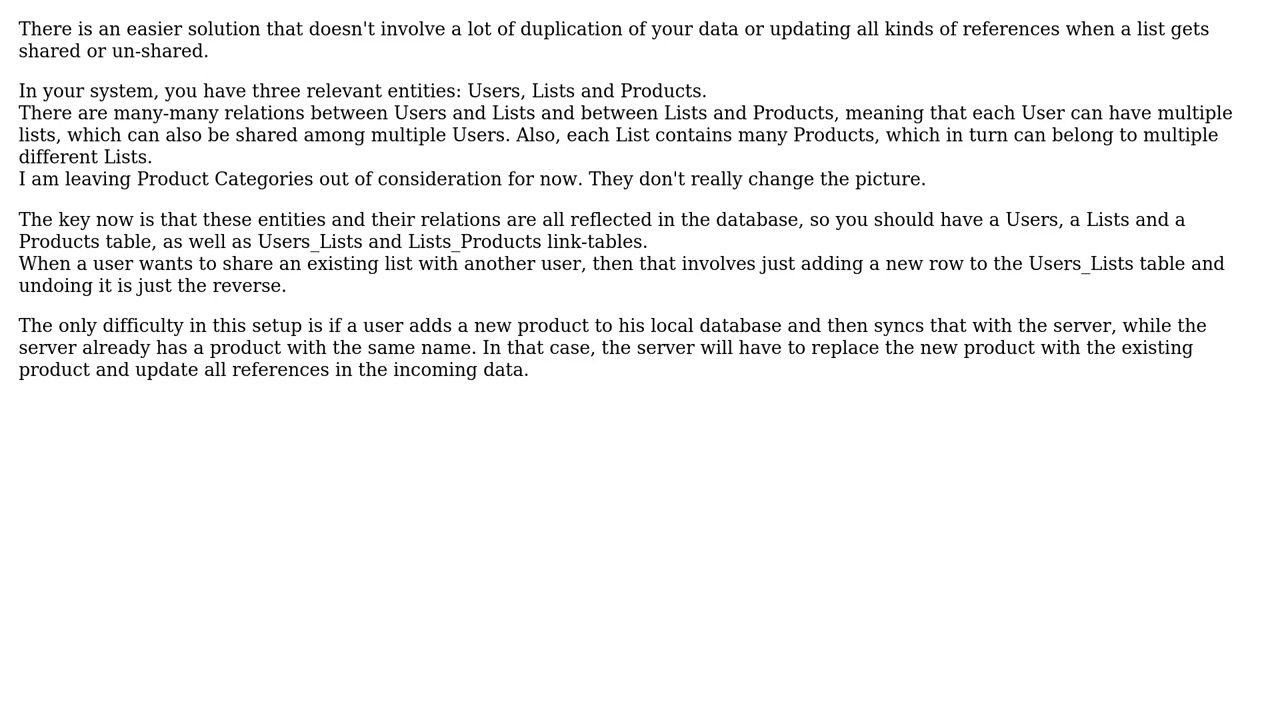 There is an easier solution that doesn't involve a lot of duplication of your data or updating all kinds of references when a list gets
shared or un-shared.
In your system, you have three relevant entities: Users, Lists and Products.
There are many-many relations between Users and Lists and between Lists and Products, meaning that each User can have multiple
lists, which can also be shared among multiple Users. Also, each List contains many Products, which in turn can belong to multiple
different Lists.
I am leaving Product Categories out of consideration for now. They don't really change the picture.
The key now is that these entities and their relations are all reflected in the database, so you should have a Users, a Lists and a
Products table, as well as Users_Lists and Lists_Products link-tables.
When a user wants to share an existing list with another user, then that involves just adding a new row to the Users_Lists table and
undoing it is just the reverse.
The only difficulty in this setup is if a user adds a new product to his local database and then syncs that with the server, while the
server already has a product with the same name. In that case, the server will have to replace the new product with the existing
product and update all references in the incoming data.